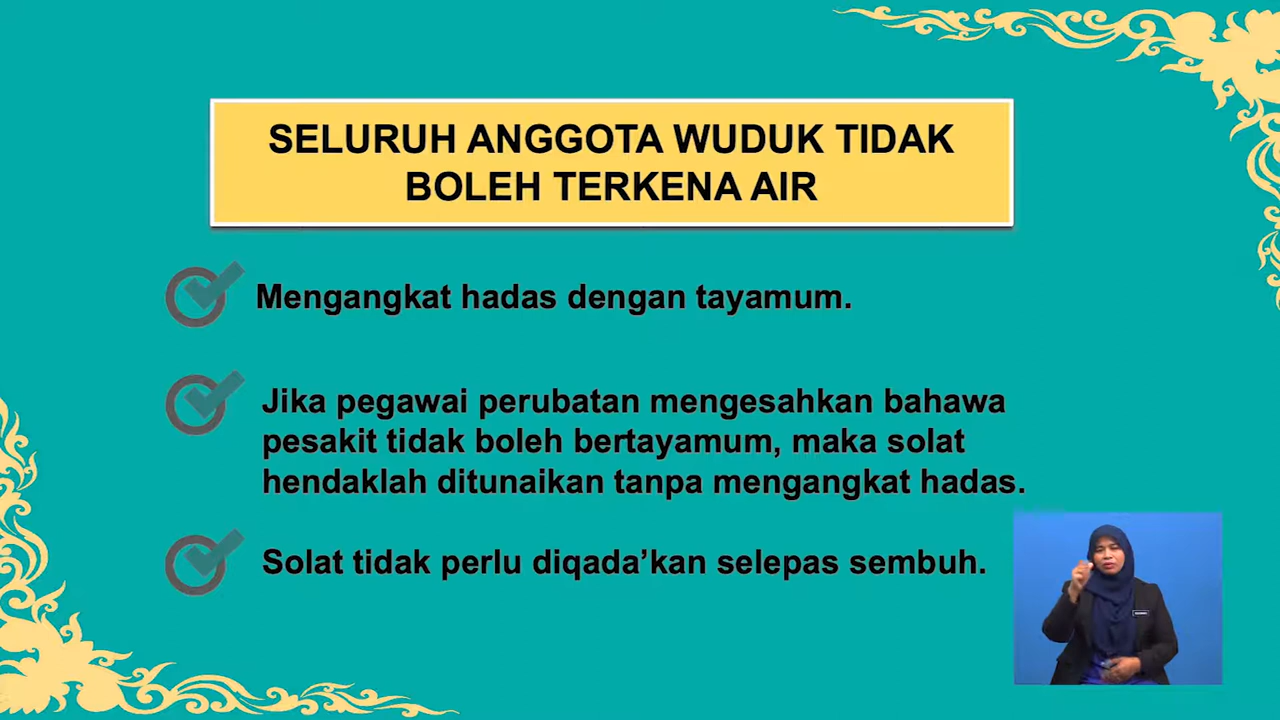 SELURUH ANGGOTA WUDUK TIDAK
BOLEH TERKENA AIR
Mengangkat hadas dengan tayamum.
Jika pegawai perubatan mengesahkan bahawa
pesakit tidak boleh bertayamum, maka solat
hendaklah ditunaikan tanpa mengangkat hadas.
Solat tidak perlu diqada’kan selepas sembuh.